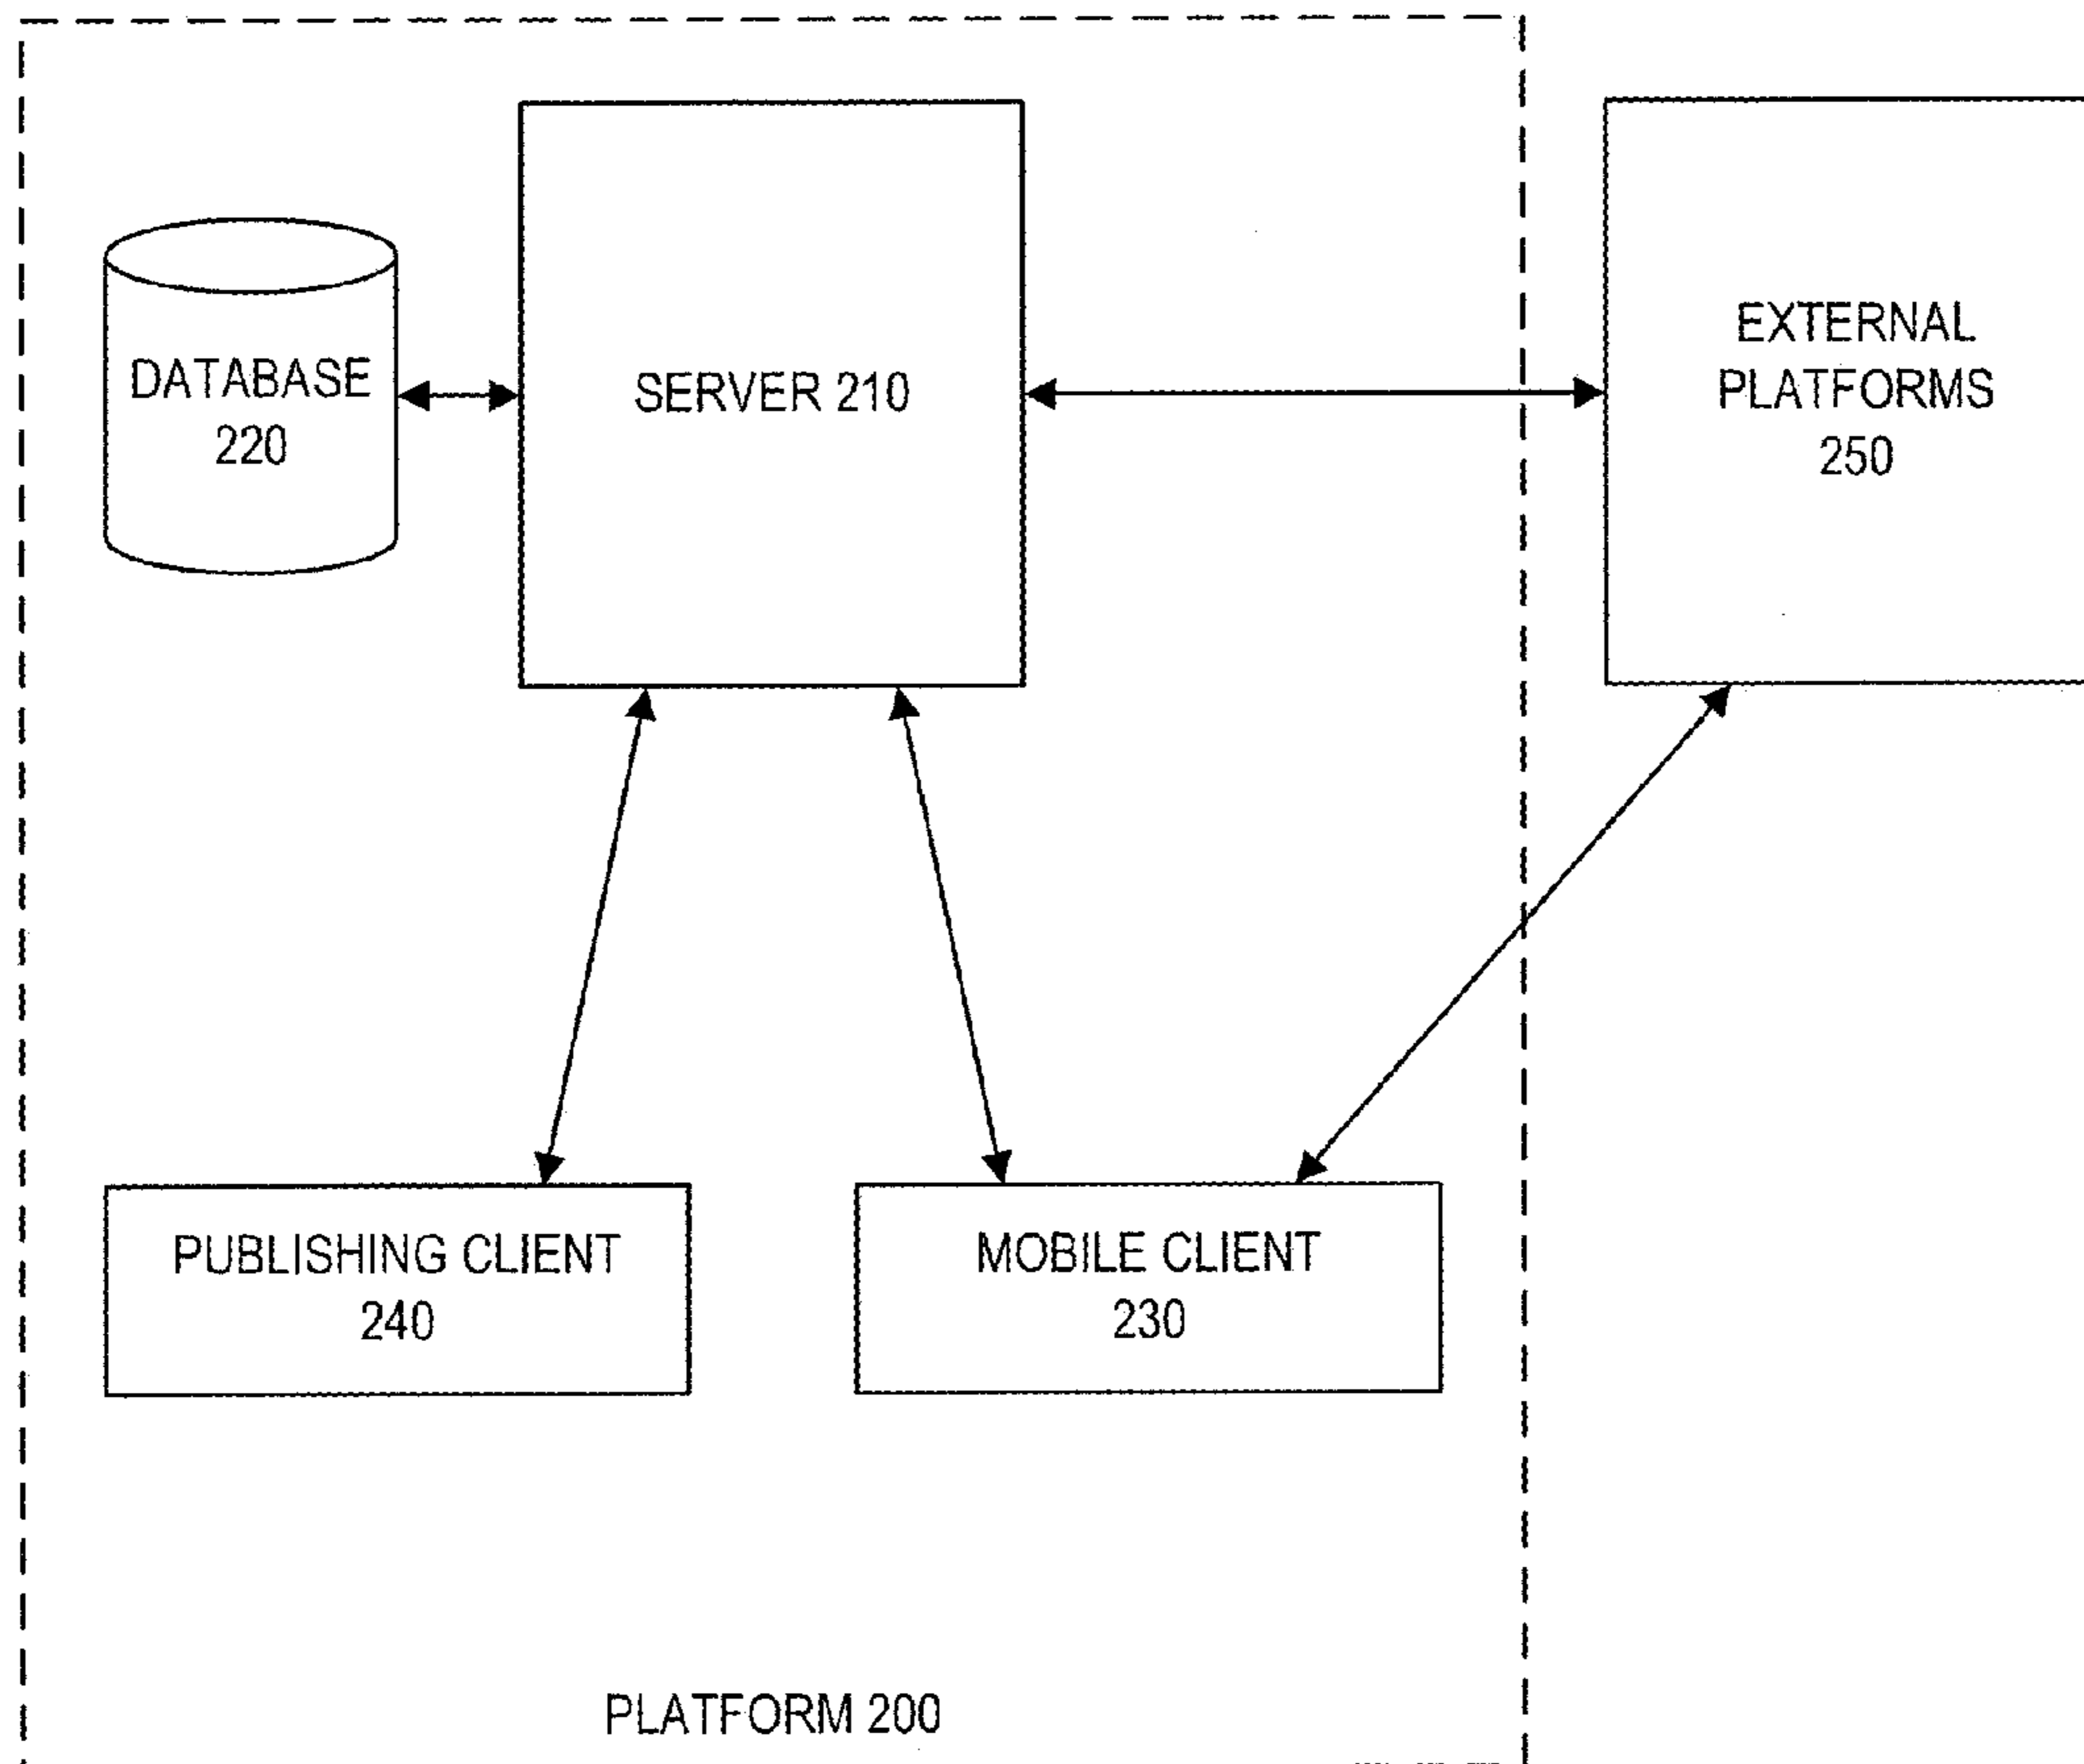 DATABASE
220
SERVER 210
EXTERNAL
PLATFORMS
250
PUBLISHING CLIENT
240
MOBILE CLIENT
230
PLATFORM 200